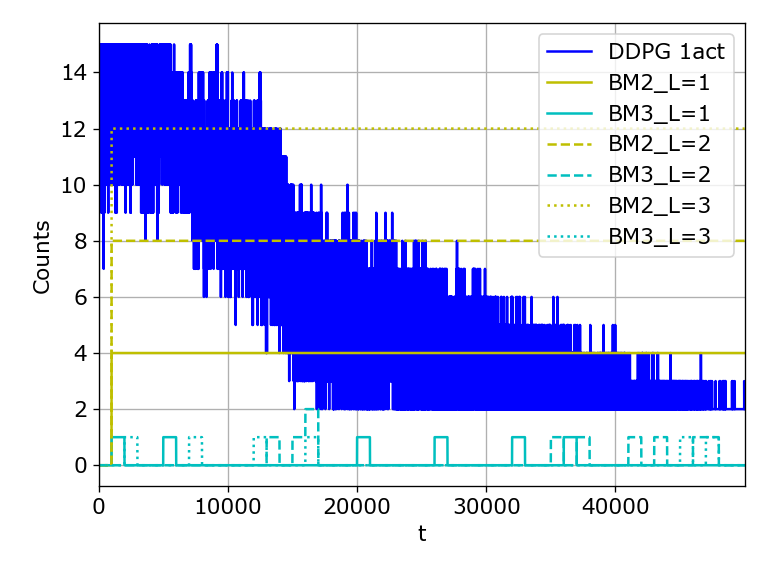 DDPG 1act
BM2_L=1
BM3_L=1
BM2_L=2
BM3_L=2
BM2_L=3
BM3_L=3
Counts
14
12
10
8
6
4
2
0
0 10000 20000 30000 40000
t